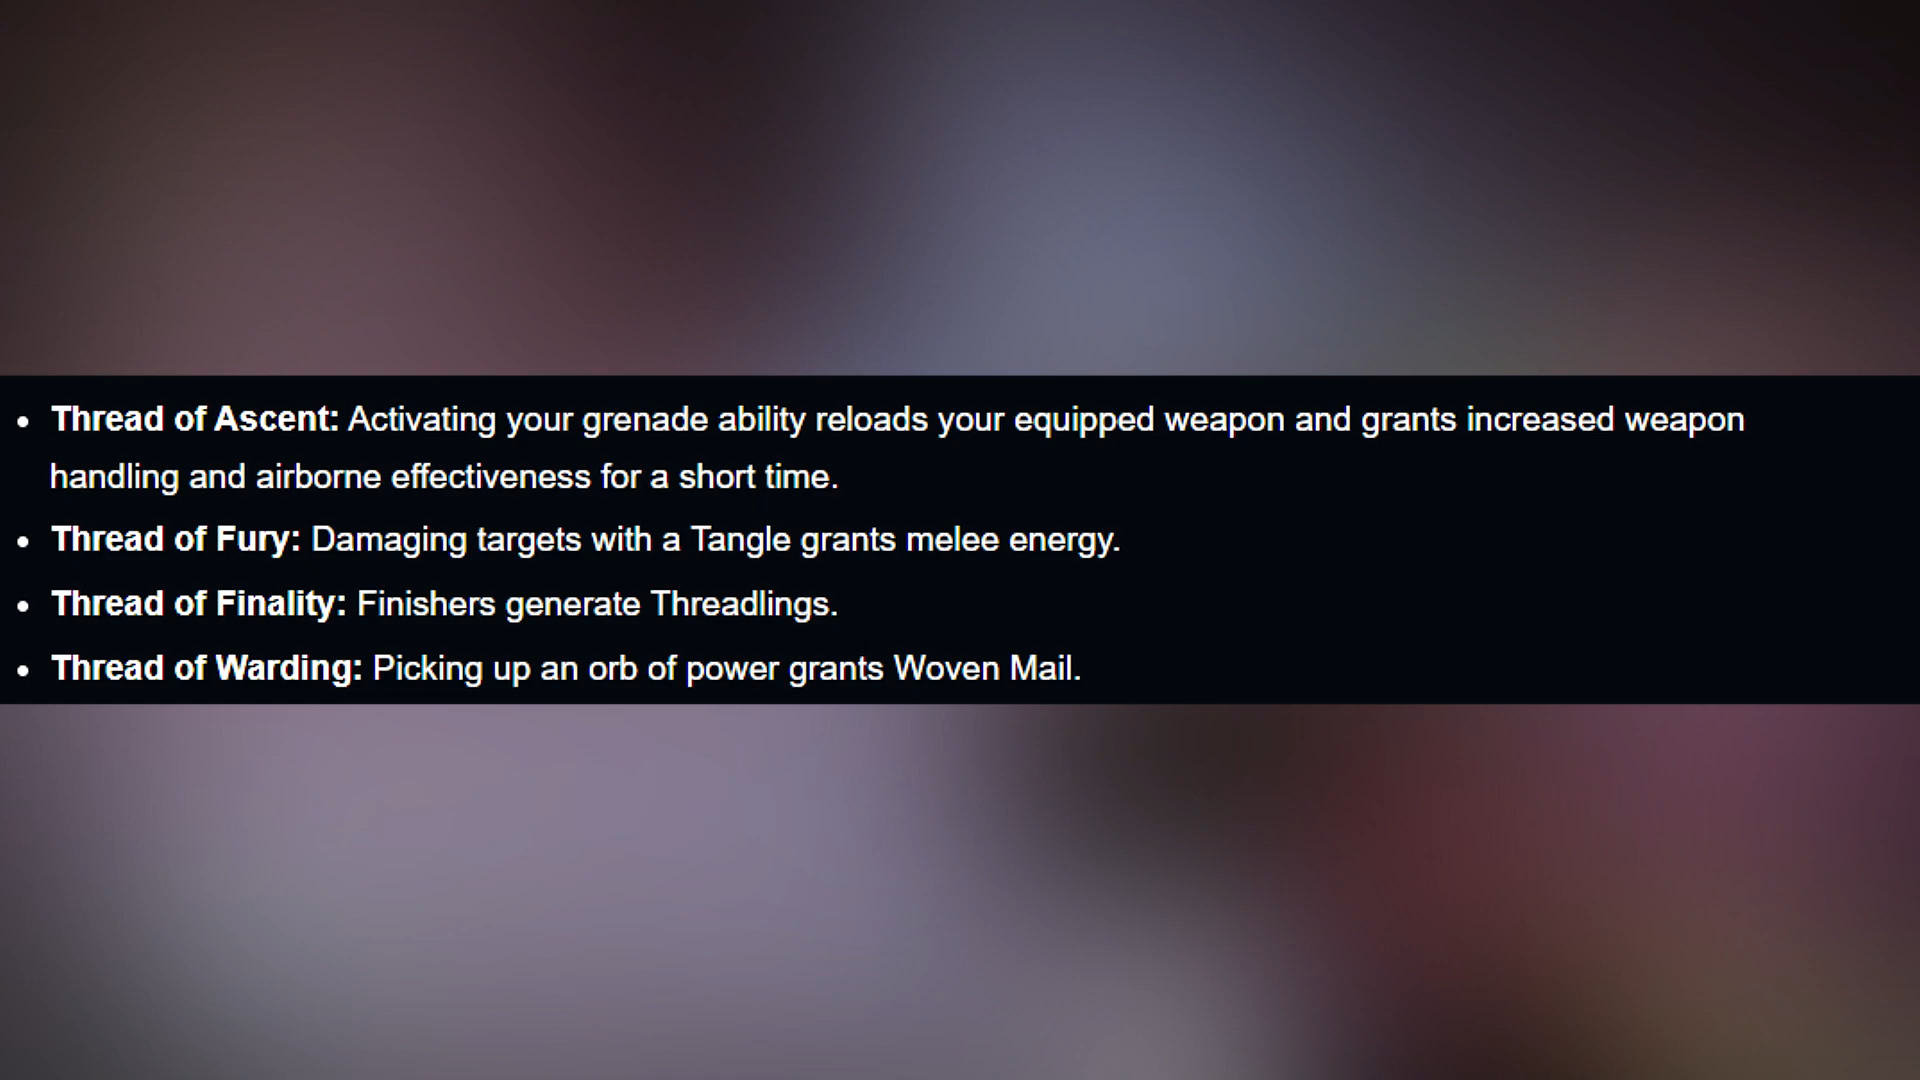 • Thread of Ascent: Activating your grenade ability reloads your equipped weapon and grants increased weapon
handling and airborne effectiveness for a short time.
• Thread of Fury: Damaging targets with a Tangle grants melee energy.
• Thread of Finality: Finishers generate Threadlings.
• Thread of Warding: Picking up an orb of power grants Woven Mail.